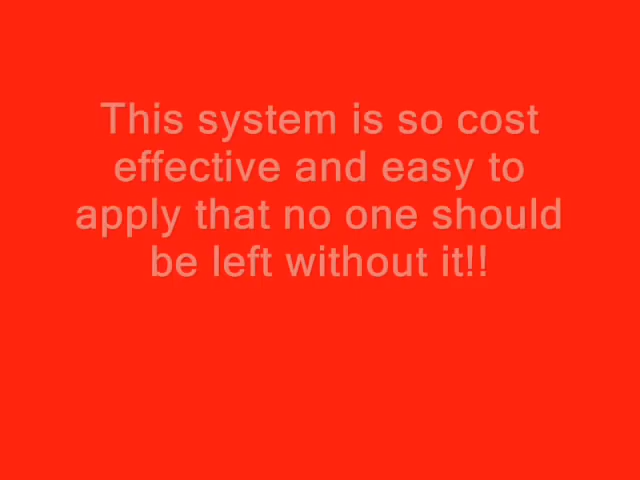 This system is so cost
effective and easy to
apply that no one should
be left without it!!